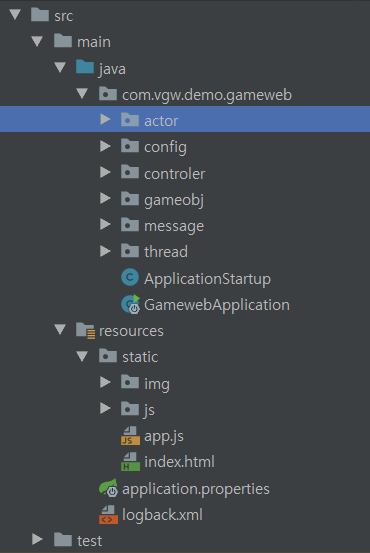 src
main
java
com.vgw.demo.gameweb
actor
config
controler
gameobj
message
thread
ApplicationStartup
GamewebApplication
resources
static
img
js
app.js
index.html
application.properties
logback.xml
test